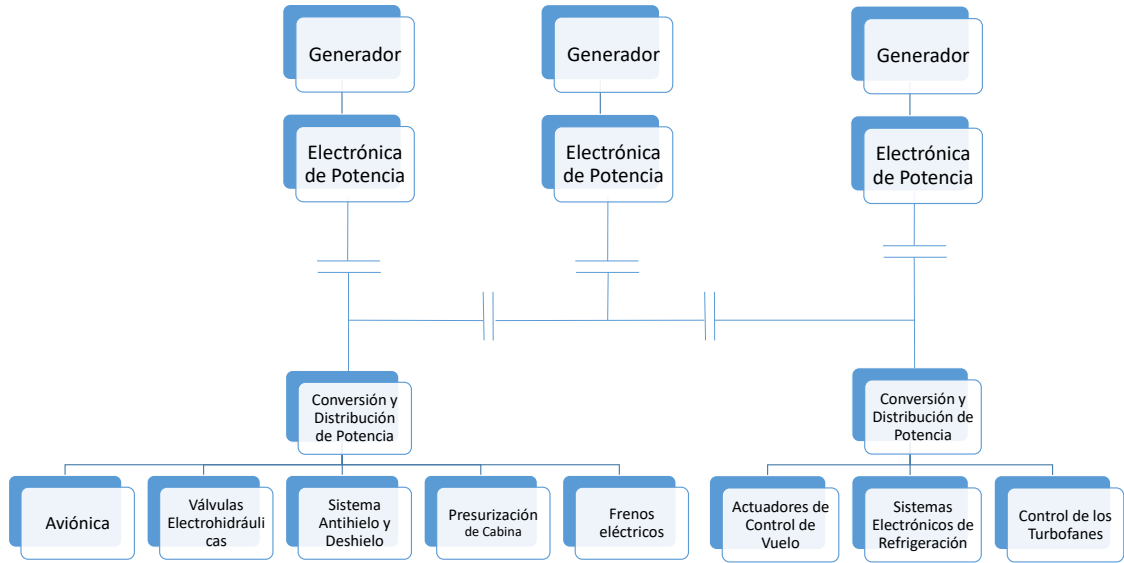 Generador
Generador
Generador
Electrónica
de Potencia
Electrónica
de Potencia
Electrónica
de Potencia
Conversión y
Distribución
de Potencia
Conversión y
Distribución de
Potencia
Aviónica
Válvulas
Electrohidráuli
cas
Sistema
Antihielo y
Deshielo
Presurización
de Cabina
Frenos
eléctricos
Actuadores de
Control de
Vuelo
Sistemas
Electrónicos de
Refrigeración
Control de los
Turbofanes